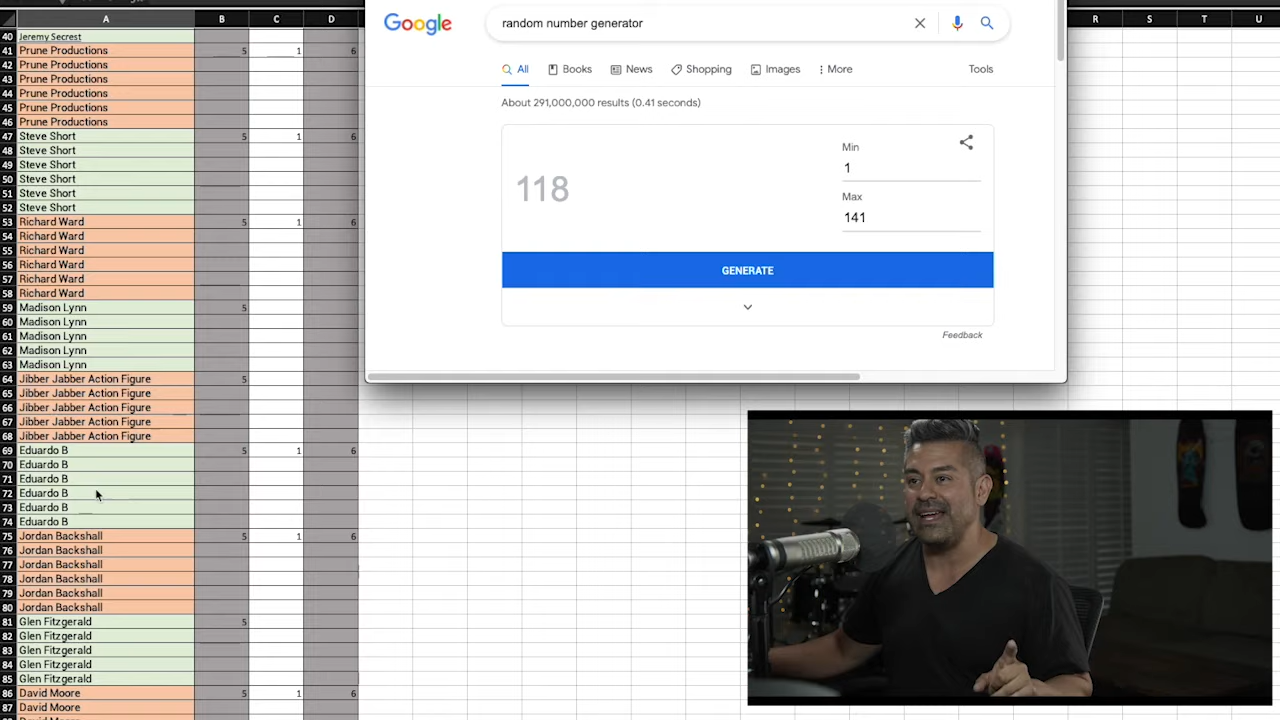 A B C D
40 Jeremy Secrest
41 Prune Productions 5 1 6
42 Prune Productions
43 Prune Productions
44 Prune Productions
45 Prune Productions
46 Prune Productions
47 Steve Short 5 1 6
48 Steve Short
49 Steve Short
50 Steve Short
51 Steve Short
52 Steve Short
53 Richard Ward 5 1 6
54 Richard Ward
55 Richard Ward
56 Richard Ward
57 Richard Ward
58 Richard Ward
59 Madison Lynn 5
60 Madison Lynn
61 Madison Lynn
62 Madison Lynn
63 Madison Lynn
64 Jibber Jabber Action Figure 5
65 Jibber Jabber Action Figure
66 Jibber Jabber Action Figure
67 Jibber Jabber Action Figure
68 Jibber Jabber Action Figure
69 Eduardo B 5 1 6
70 Eduardo B
71 Eduardo B
72 Eduardo B
73 Eduardo B
74 Eduardo B
75 Jordan Backshall 5 1 6
76 Jordan Backshall
77 Jordan Backshall
78 Jordan Backshall
79 Jordan Backshall
80 Jordan Backshall
81 Glen Fitzgerald 5
82 Glen Fitzgerald
83 Glen Fitzgerald
84 Glen Fitzgerald
85 Glen Fitzgerald
86 David Moore 5 1 6
87 David Moore
Google random number generator
All Books News Shopping Images More Tools
About 291,000,000 results (0.41 seconds)
Min
1
118
Max
141
GENERATE
Feedback
R S T U